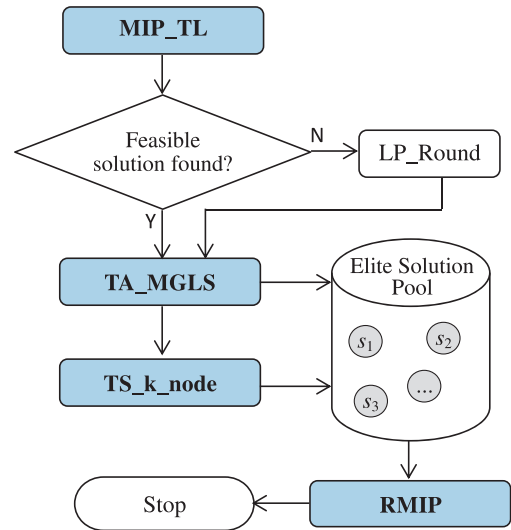 MIP_TL
Feasible
solution found?
N
LP_Round
Y
TA_MGLS
Elite Solution
Pool
s1
s2
TS_k_node
s3
...
Stop
RMIP